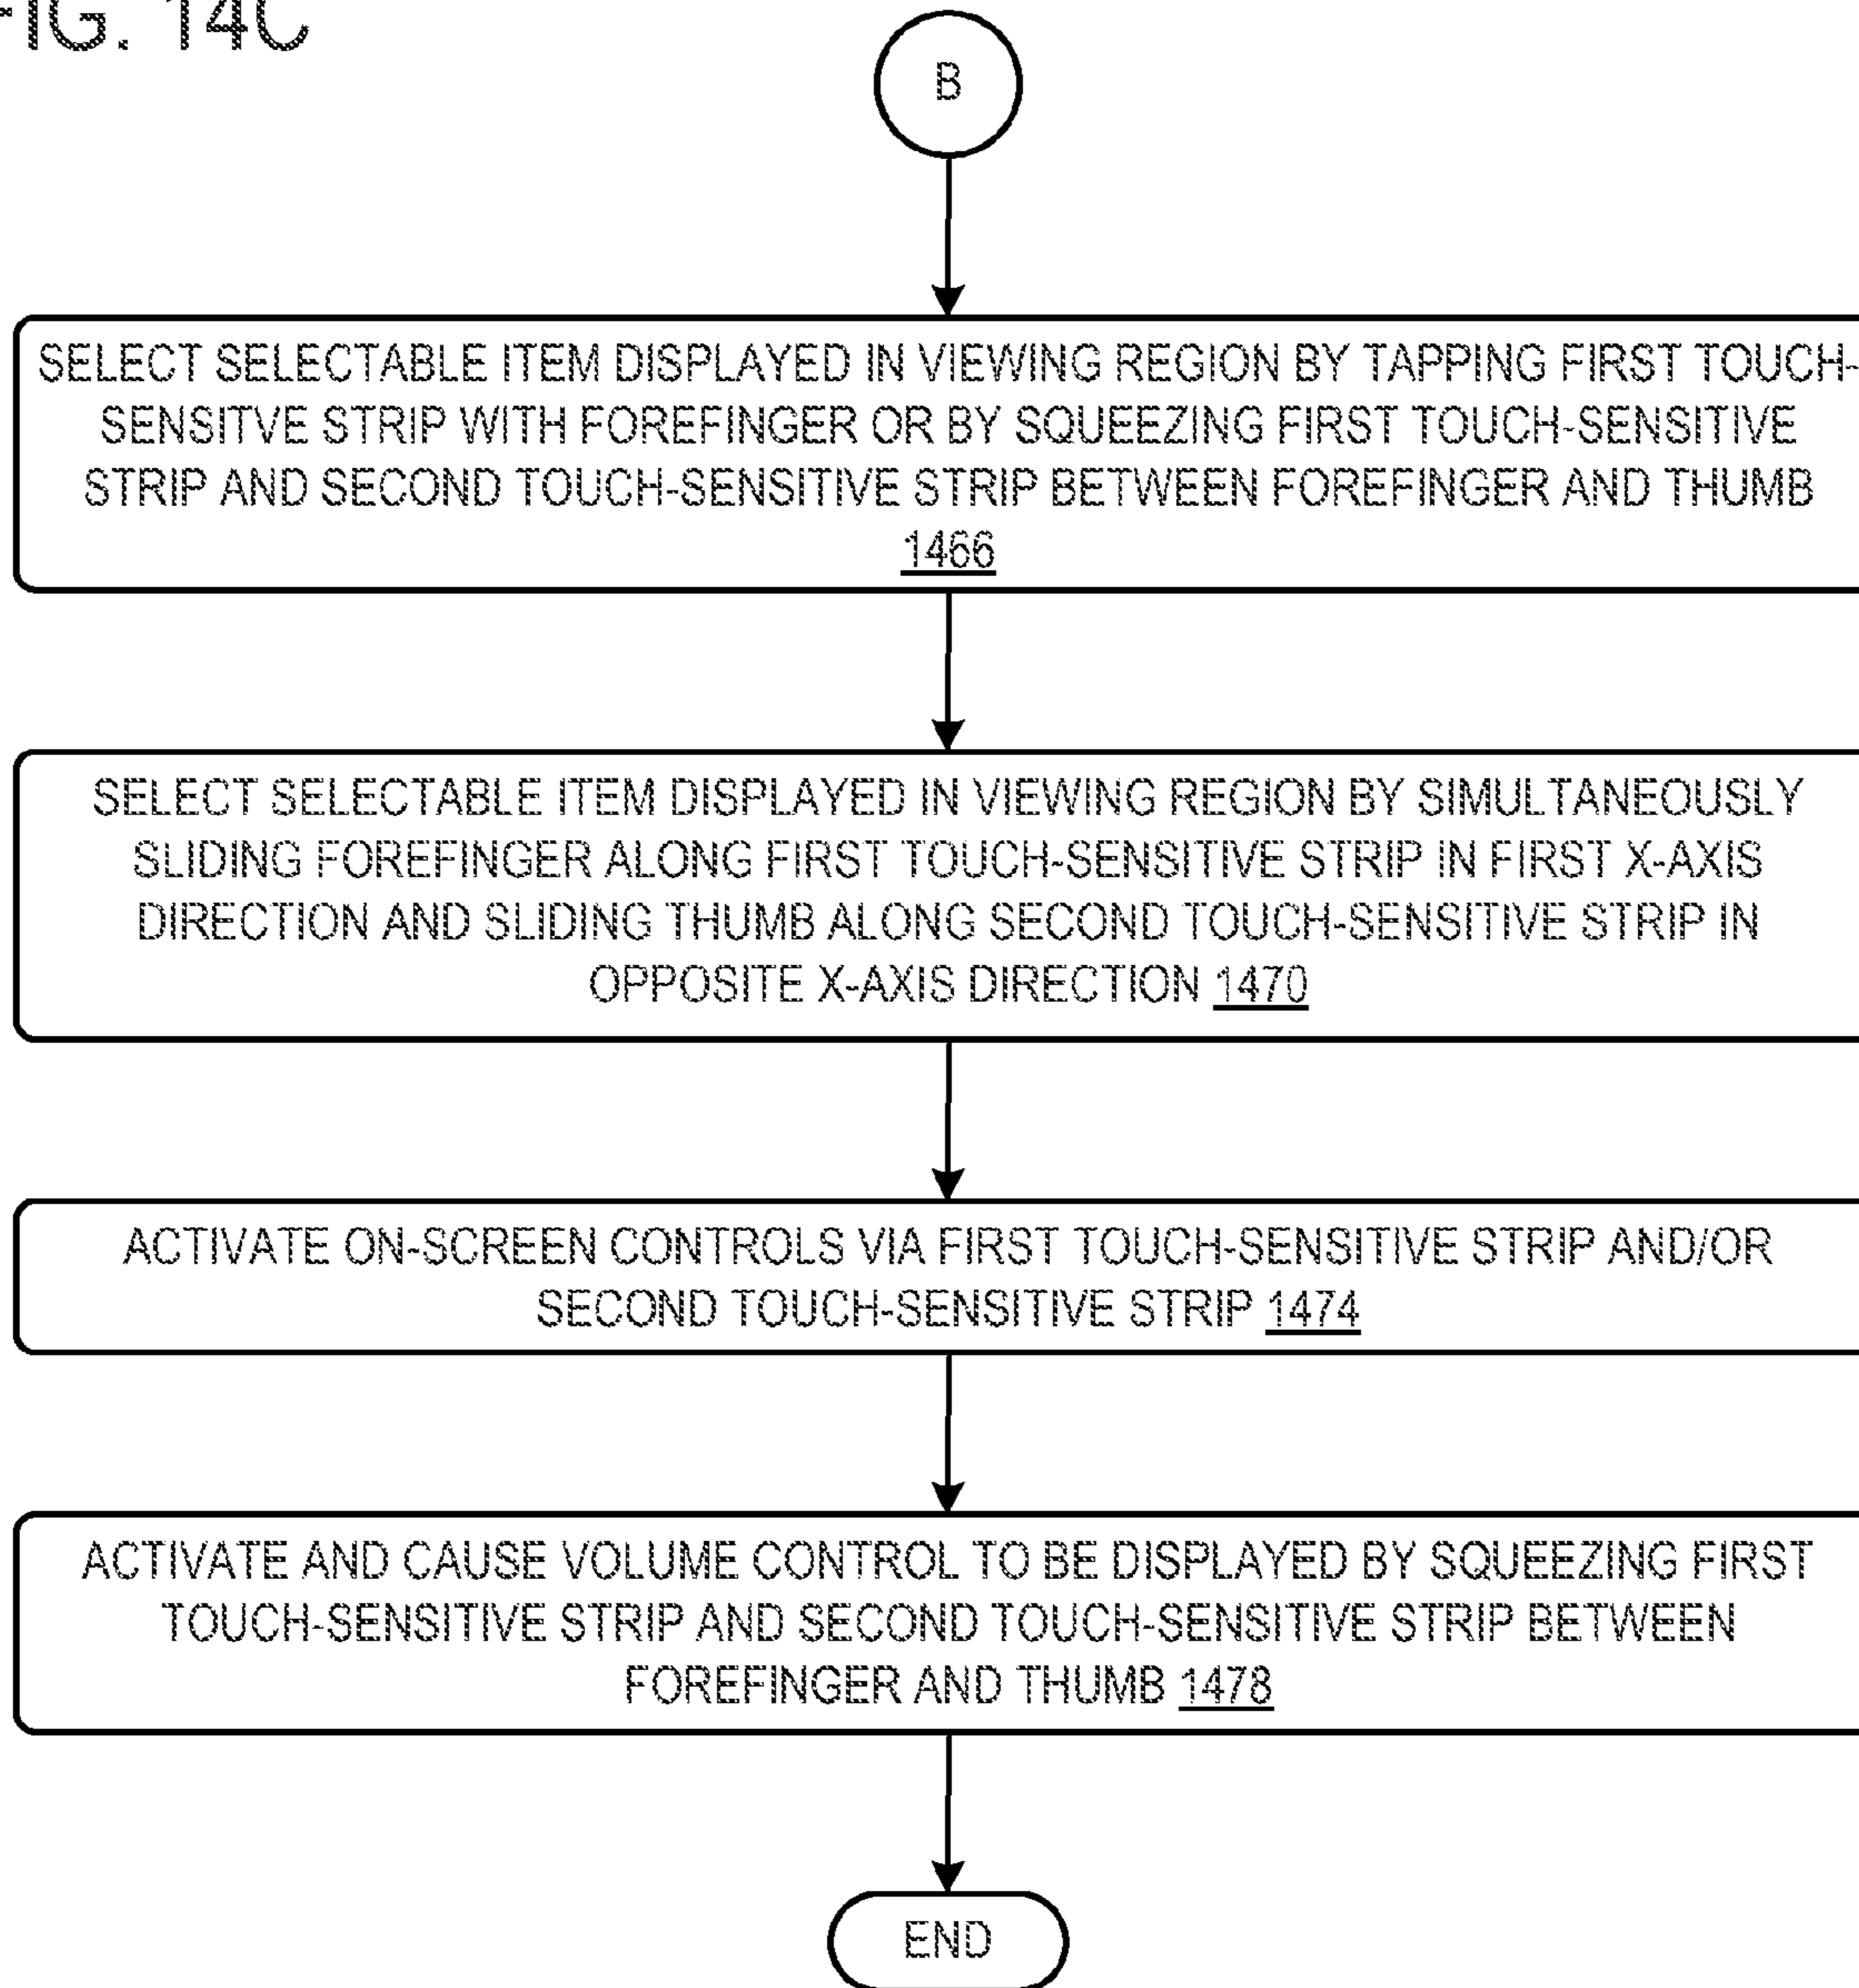 FIG. 14C
B
SELECT SELECTABLE ITEM DISPLAYED IN VIEWING REGION BY TAPPING FIRST TOUCH-
SENSITVE STRIP WITH FOREFINGER OR BY SQUEEZING FIRST TOUCH-SENSITIVE
STRIP AND SECOND TOUCH-SENSITIVE STRIP BETWEEN FOREFINGER AND THUMB
1466
SELECT SELECTABLE ITEM DISPLAYED IN VIEWING REGION BY SIMULTANEOUSLY
SLIDING FOREFINGER ALONG FIRST TOUCH-SENSITIVE STRIP IN FIRST X-AXIS
DIRECTION AND SLIDING THUMB ALONG SECOND TOUCH-SENSITIVE STRIP IN
OPPOSITE X-AXIS DIRECTION 1470
ACTIVATE ON-SCREEN CONTROLS VIA FIRST TOUCH-SENSITIVE STRIP AND/OR
SECOND TOUCH-SENSITIVE STRIP 1474
ACTIVATE AND CAUSE VOLUME CONTROL TO BE DISPLAYED BY SQUEEZING FIRST
TOUCH-SENSITIVE STRIP AND SECOND TOUCH-SENSITIVE STRIP BETWEEN
FOREFINGER AND THUMB 1478
END